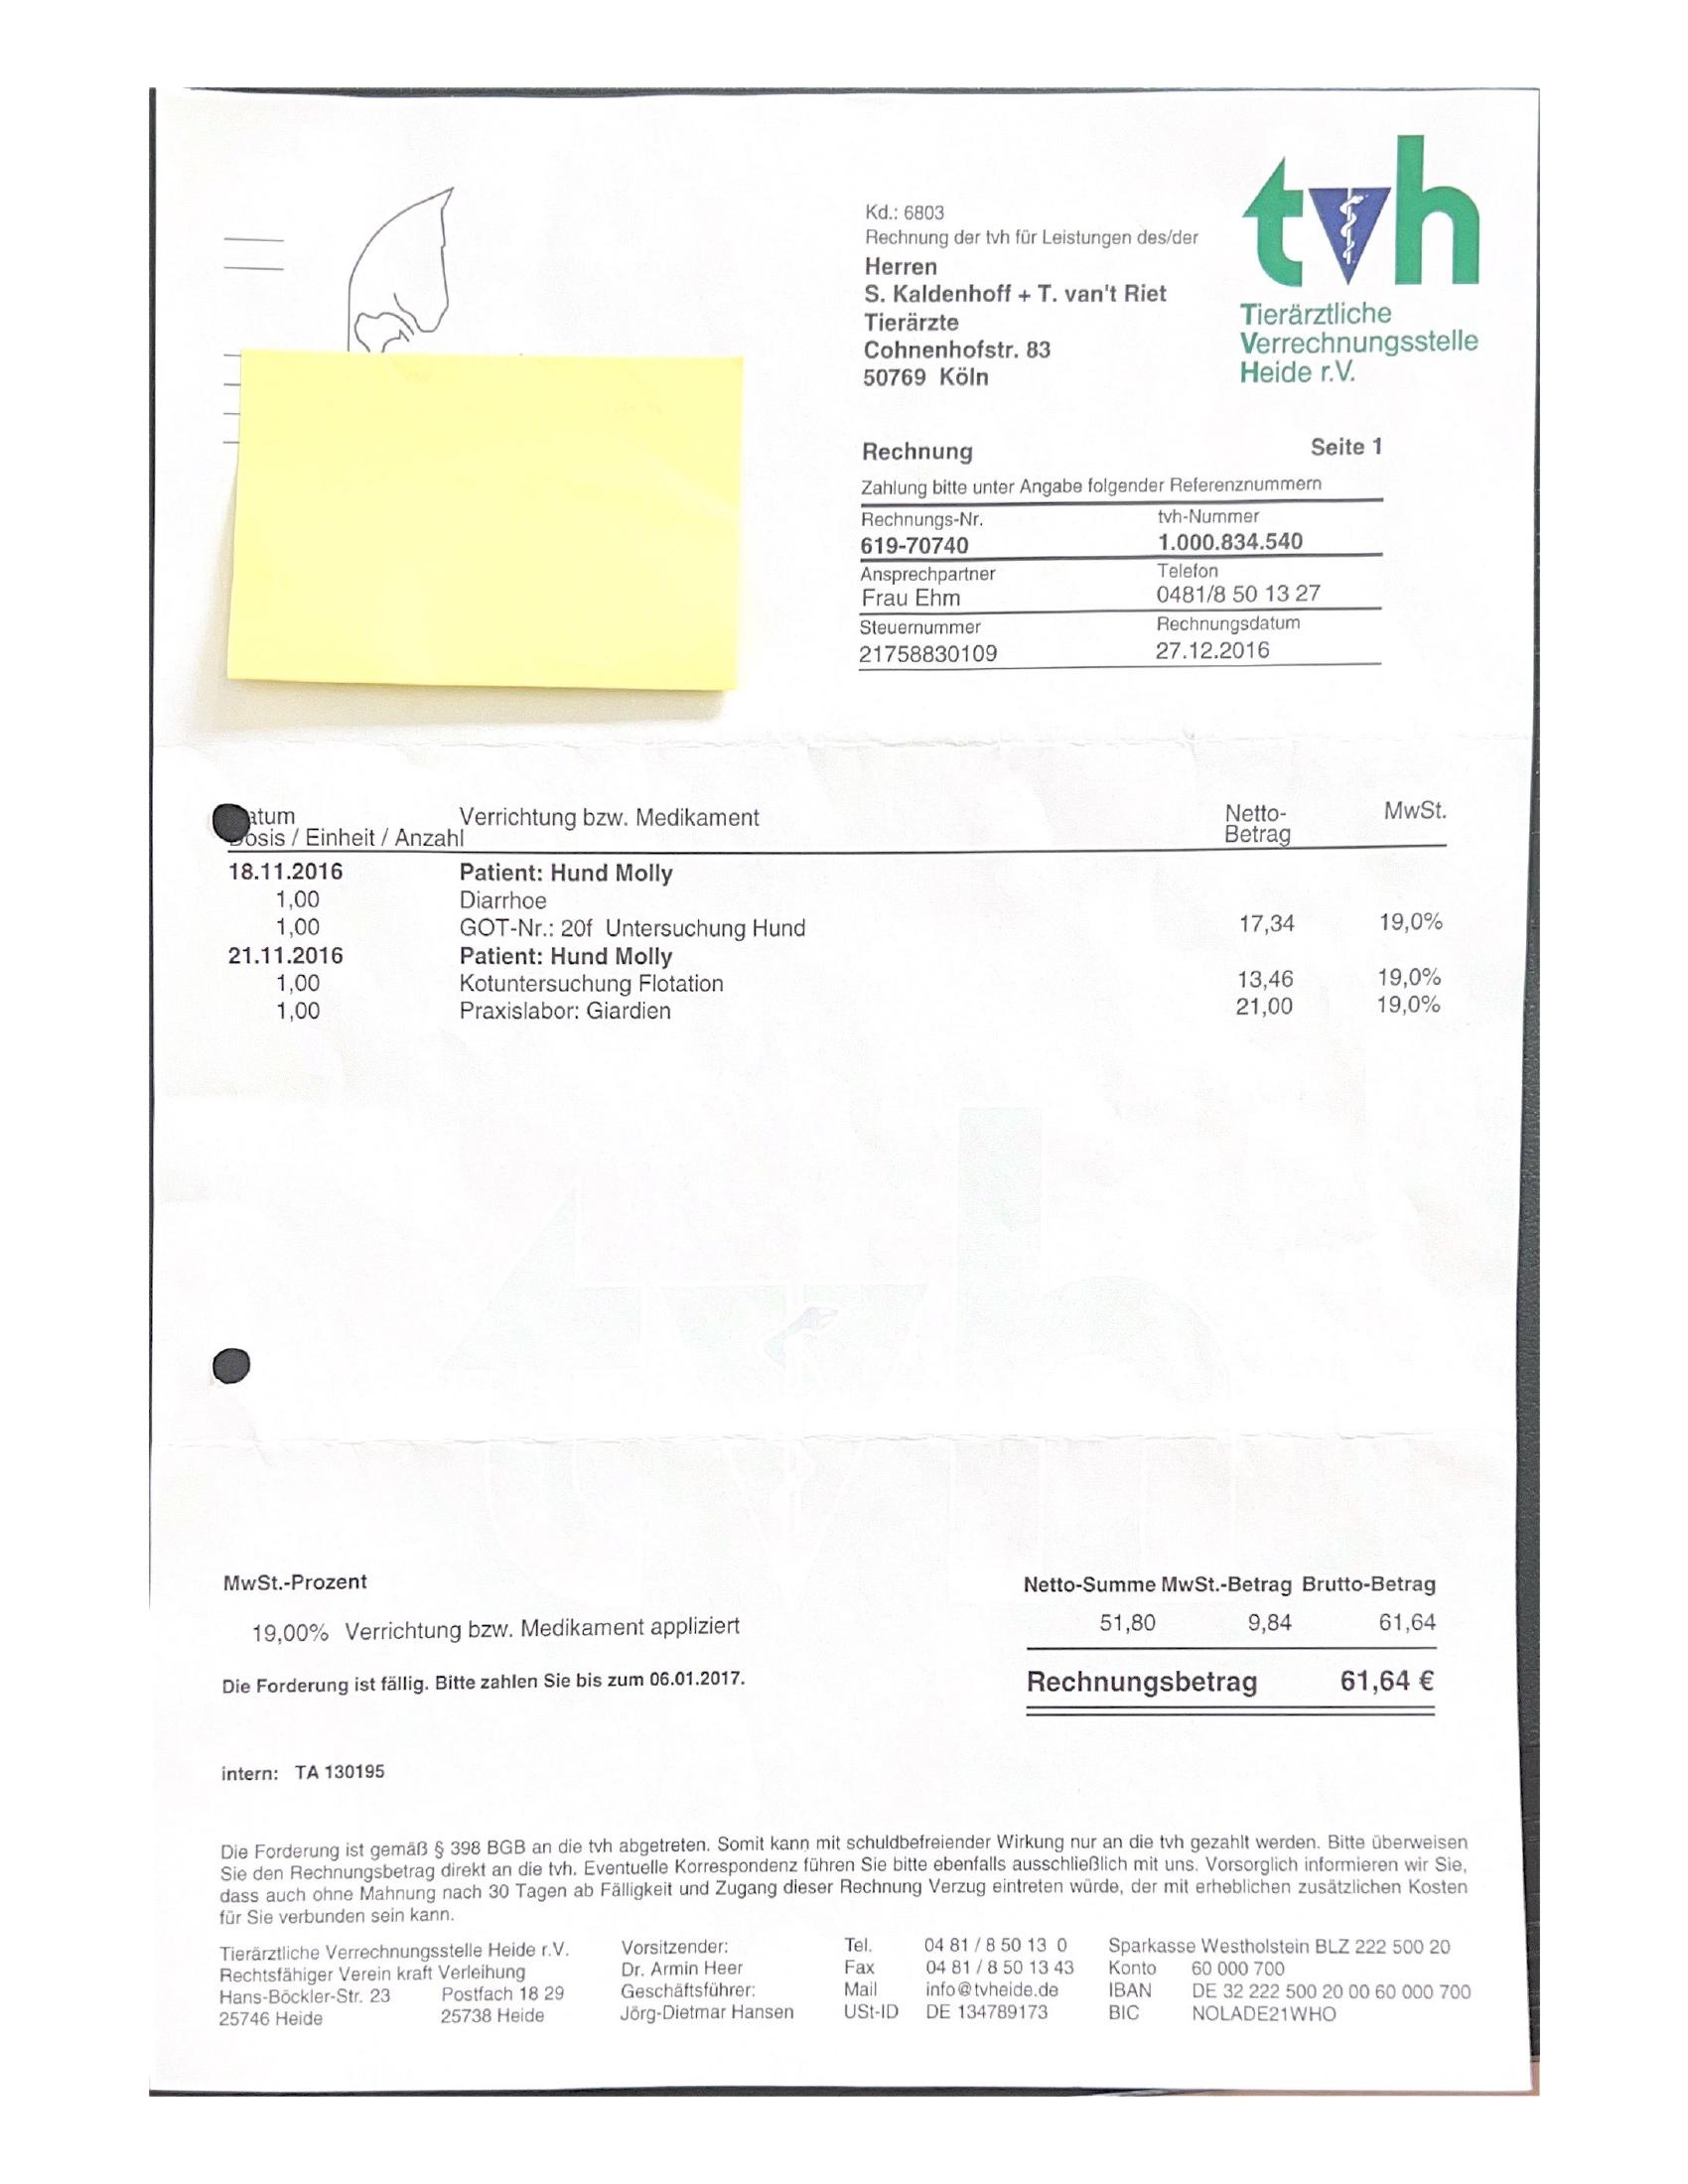 tvh
Tierärztliche
Verrechnungsstelle
Heide r.V.
Kd.: 6803
Rechnung der tvh für Leistungen des/der
Herren
S. Kaldenhoff + T. van't Riet
Tierärzte
Cohnenhofstr. 83
50769 Köln
Rechnung Seite 1
Zahlung bitte unter Angabe folgender Referenznummern
Rechnungs-Nr. tvh-Nummer
619-70740 1.000.834.540
Ansprechpartner Telefon
Frau Ehm 0481/8 50 13 27
Steuernummer Rechnungsdatum
21758830109 27.12.2016
atum Verrichtung bzw. Medikament Netto- MwSt.
osis / Einheit / Anzahl Betrag
18.11.2016 Patient: Hund Molly
1,00 Diarrhoe
1,00 GOT-Nr.: 20f Untersuchung Hund 17,34 19,0%
21.11.2016 Patient: Hund Molly
1,00 Kotuntersuchung Flotation 13,46 19,0%
1,00 Praxislabor: Giardien 21,00 19,0%
MwSt.-Prozent Netto-Summe MwSt.-Betrag Brutto-Betrag
19,00% Verrichtung bzw. Medikament appliziert 51,80 9,84 61,64
Die Forderung ist fällig. Bitte zahlen Sie bis zum 06.01.2017. Rechnungsbetrag 61,64 €
intern: TA 130195
Die Forderung ist gemäß § 398 BGB an die tvh abgetreten. Somit kann mit schuldbefreiender Wirkung nur an die tvh gezahlt werden. Bitte überweisen
Sie den Rechnungsbetrag direkt an die tvh. Eventuelle Korrespondenz führen Sie bitte ebenfalls ausschließlich mit uns. Vorsorglich informieren wir Sie,
dass auch ohne Mahnung nach 30 Tagen ab Fälligkeit und Zugang dieser Rechnung Verzug eintreten würde, der mit erheblichen zusätzlichen Kosten
für Sie verbunden sein kann.
Tierärztliche Verrechnungsstelle Heide r.V. Vorsitzender: Tel. 04 81 / 8 50 13 0 Sparkasse Westholstein BLZ 222 500 20
Rechtsfähiger Verein kraft Verleihung Dr. Armin Heer Fax 04 81 / 8 50 13 43 Konto 60 000 700
Hans-Böckler-Str. 23 Postfach 18 29 Geschäftsführer: Mail info@tvheide.de IBAN DE 32 222 500 20 00 60 000 700
25746 Heide 25738 Heide Jörg-Dietmar Hansen USt-ID DE 134789173 BIC NOLADE21WHO